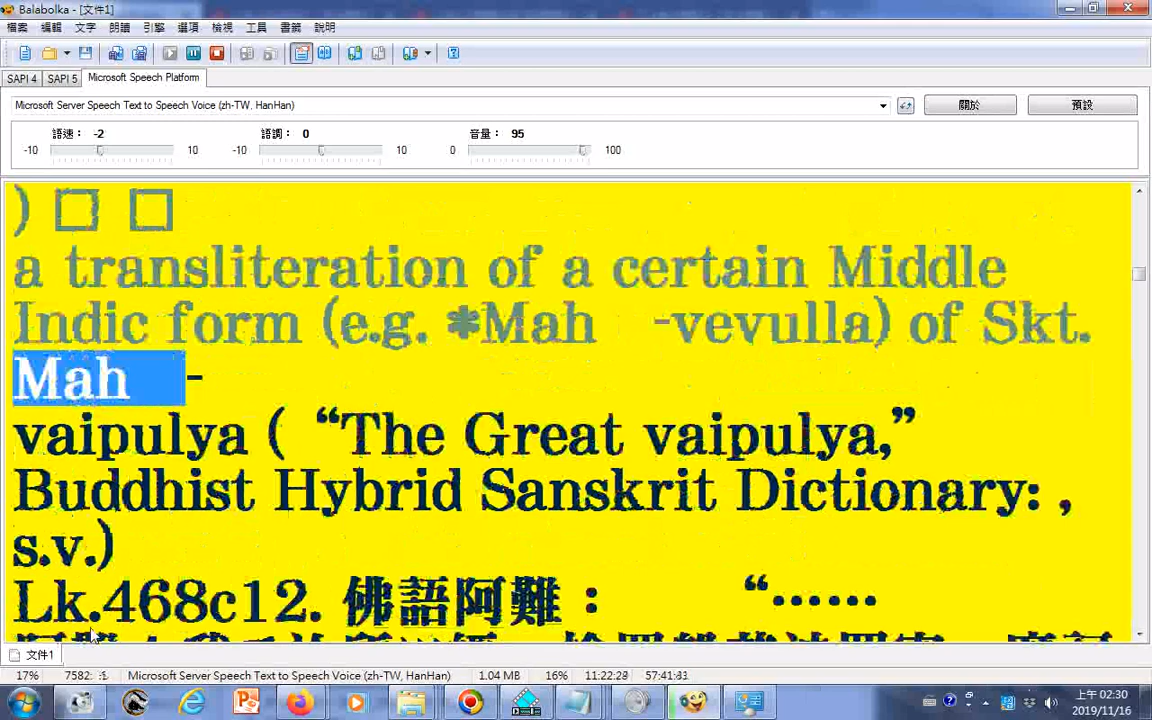 Balabolka - [文件1]
檔案 編輯 文字 朗讀 引擎 選項 檢視 工具 書籤 說明
SAPI 4 SAPI 5 Microsoft Speech Platform
Microsoft Server Speech Text to Speech Voice (zh-TW, HanHan) 關於 預設
語速： -2 語調： 0 音量： 95
-10 10 -10 10 0 100
) □ □
a transliteration of a certain Middle
Indic form (e.g. *Mah -vevulla) of Skt.
Mah -
vaipulya ( “The Great vaipulya,”
Buddhist Hybrid Sanskrit Dictionary: ,
s.v.)
Lk.468c12. 佛語阿難： “……
文件1
17% 7582: :1 Microsoft Server Speech Text to Speech Voice (zh-TW, HanHan) 1.04 MB 16% 11:22:28 57:41:31
上午 02:30
2019/11/16